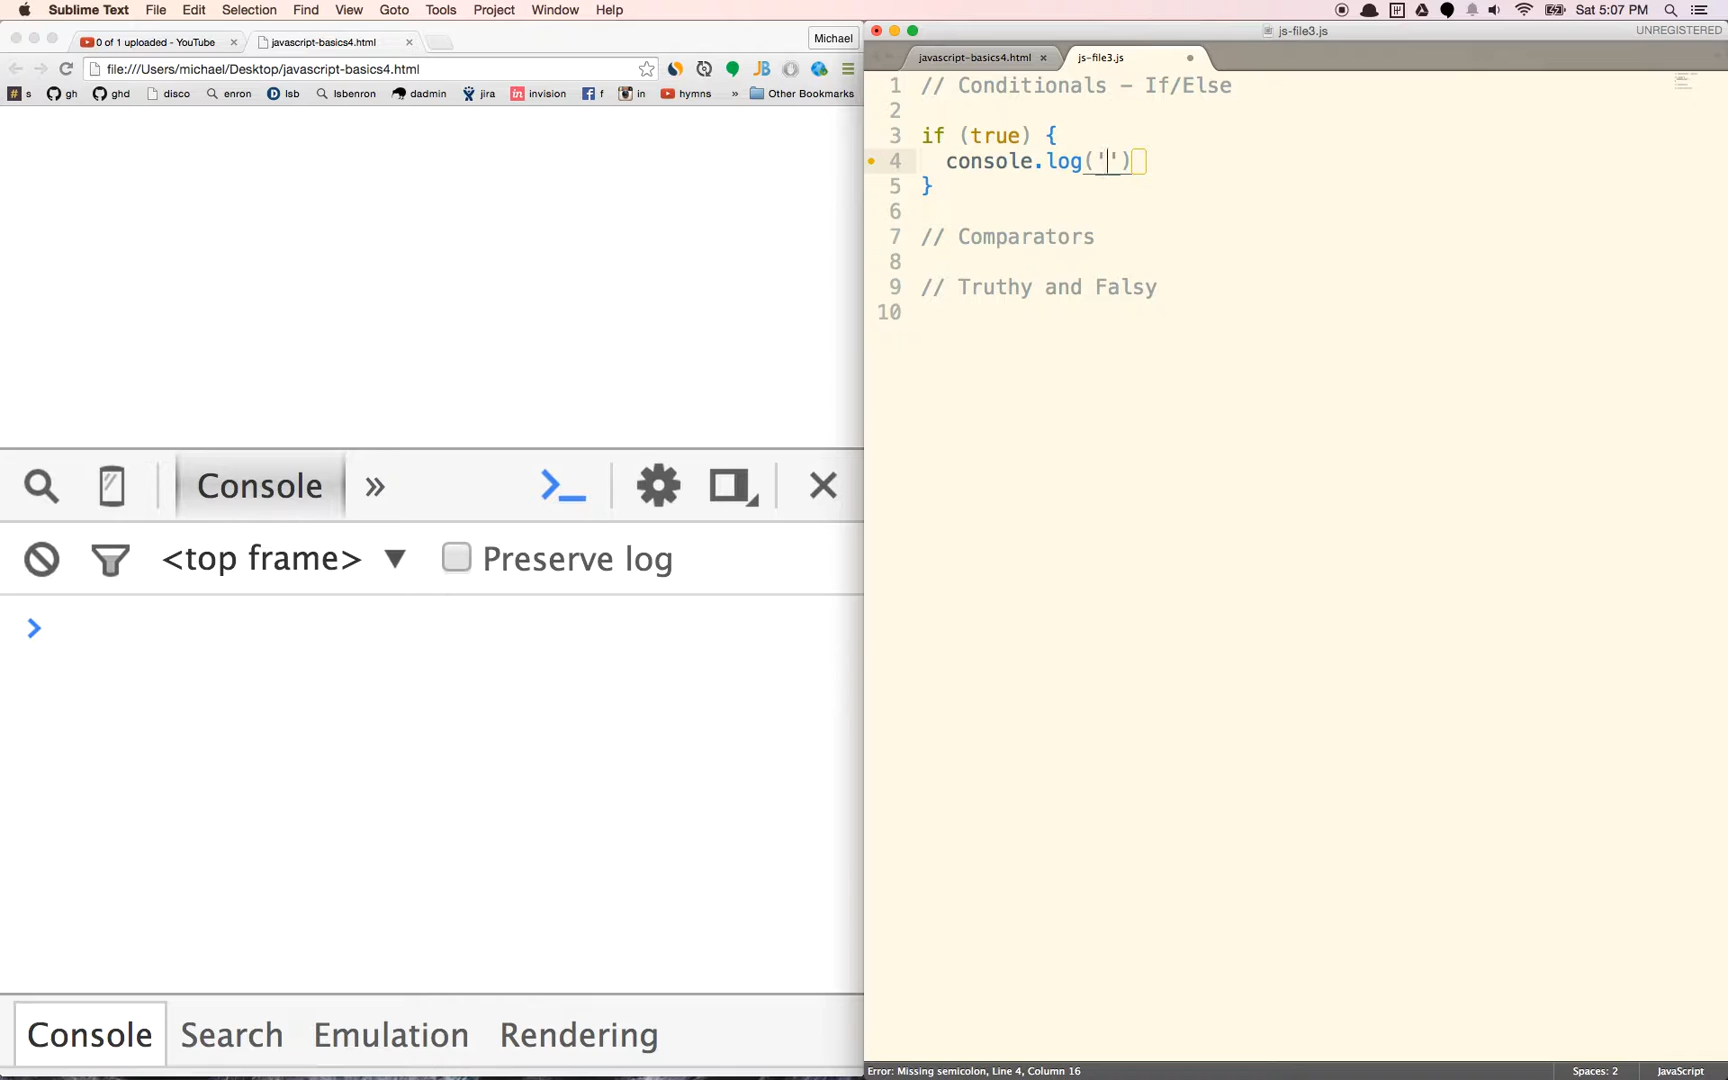 Sublime Text File Edit Selection Find View Goto Tools Project Window Help Sat 5:07 PM
0 of 1 uploaded - YouTube × javascript-basics4.html × Michael
file:///Users/michael/Desktop/javascript-basics4.html
# s gh ghd disco enron lsb lsbenron dadmin jira in invision f in hymns » Other Bookmarks
Console »
<top frame> ▼ Preserve log
>
Console Search Emulation Rendering
js-file3.js UNREGISTERED
javascript-basics4.html × js-file3.js
1 // Conditionals - If/Else
2
3 if (true) {
4 console.log('')
5 }
6
7 // Comparators
8
9 // Truthy and Falsy
10
Error: Missing semicolon, Line 4, Column 16 Spaces: 2 JavaScript